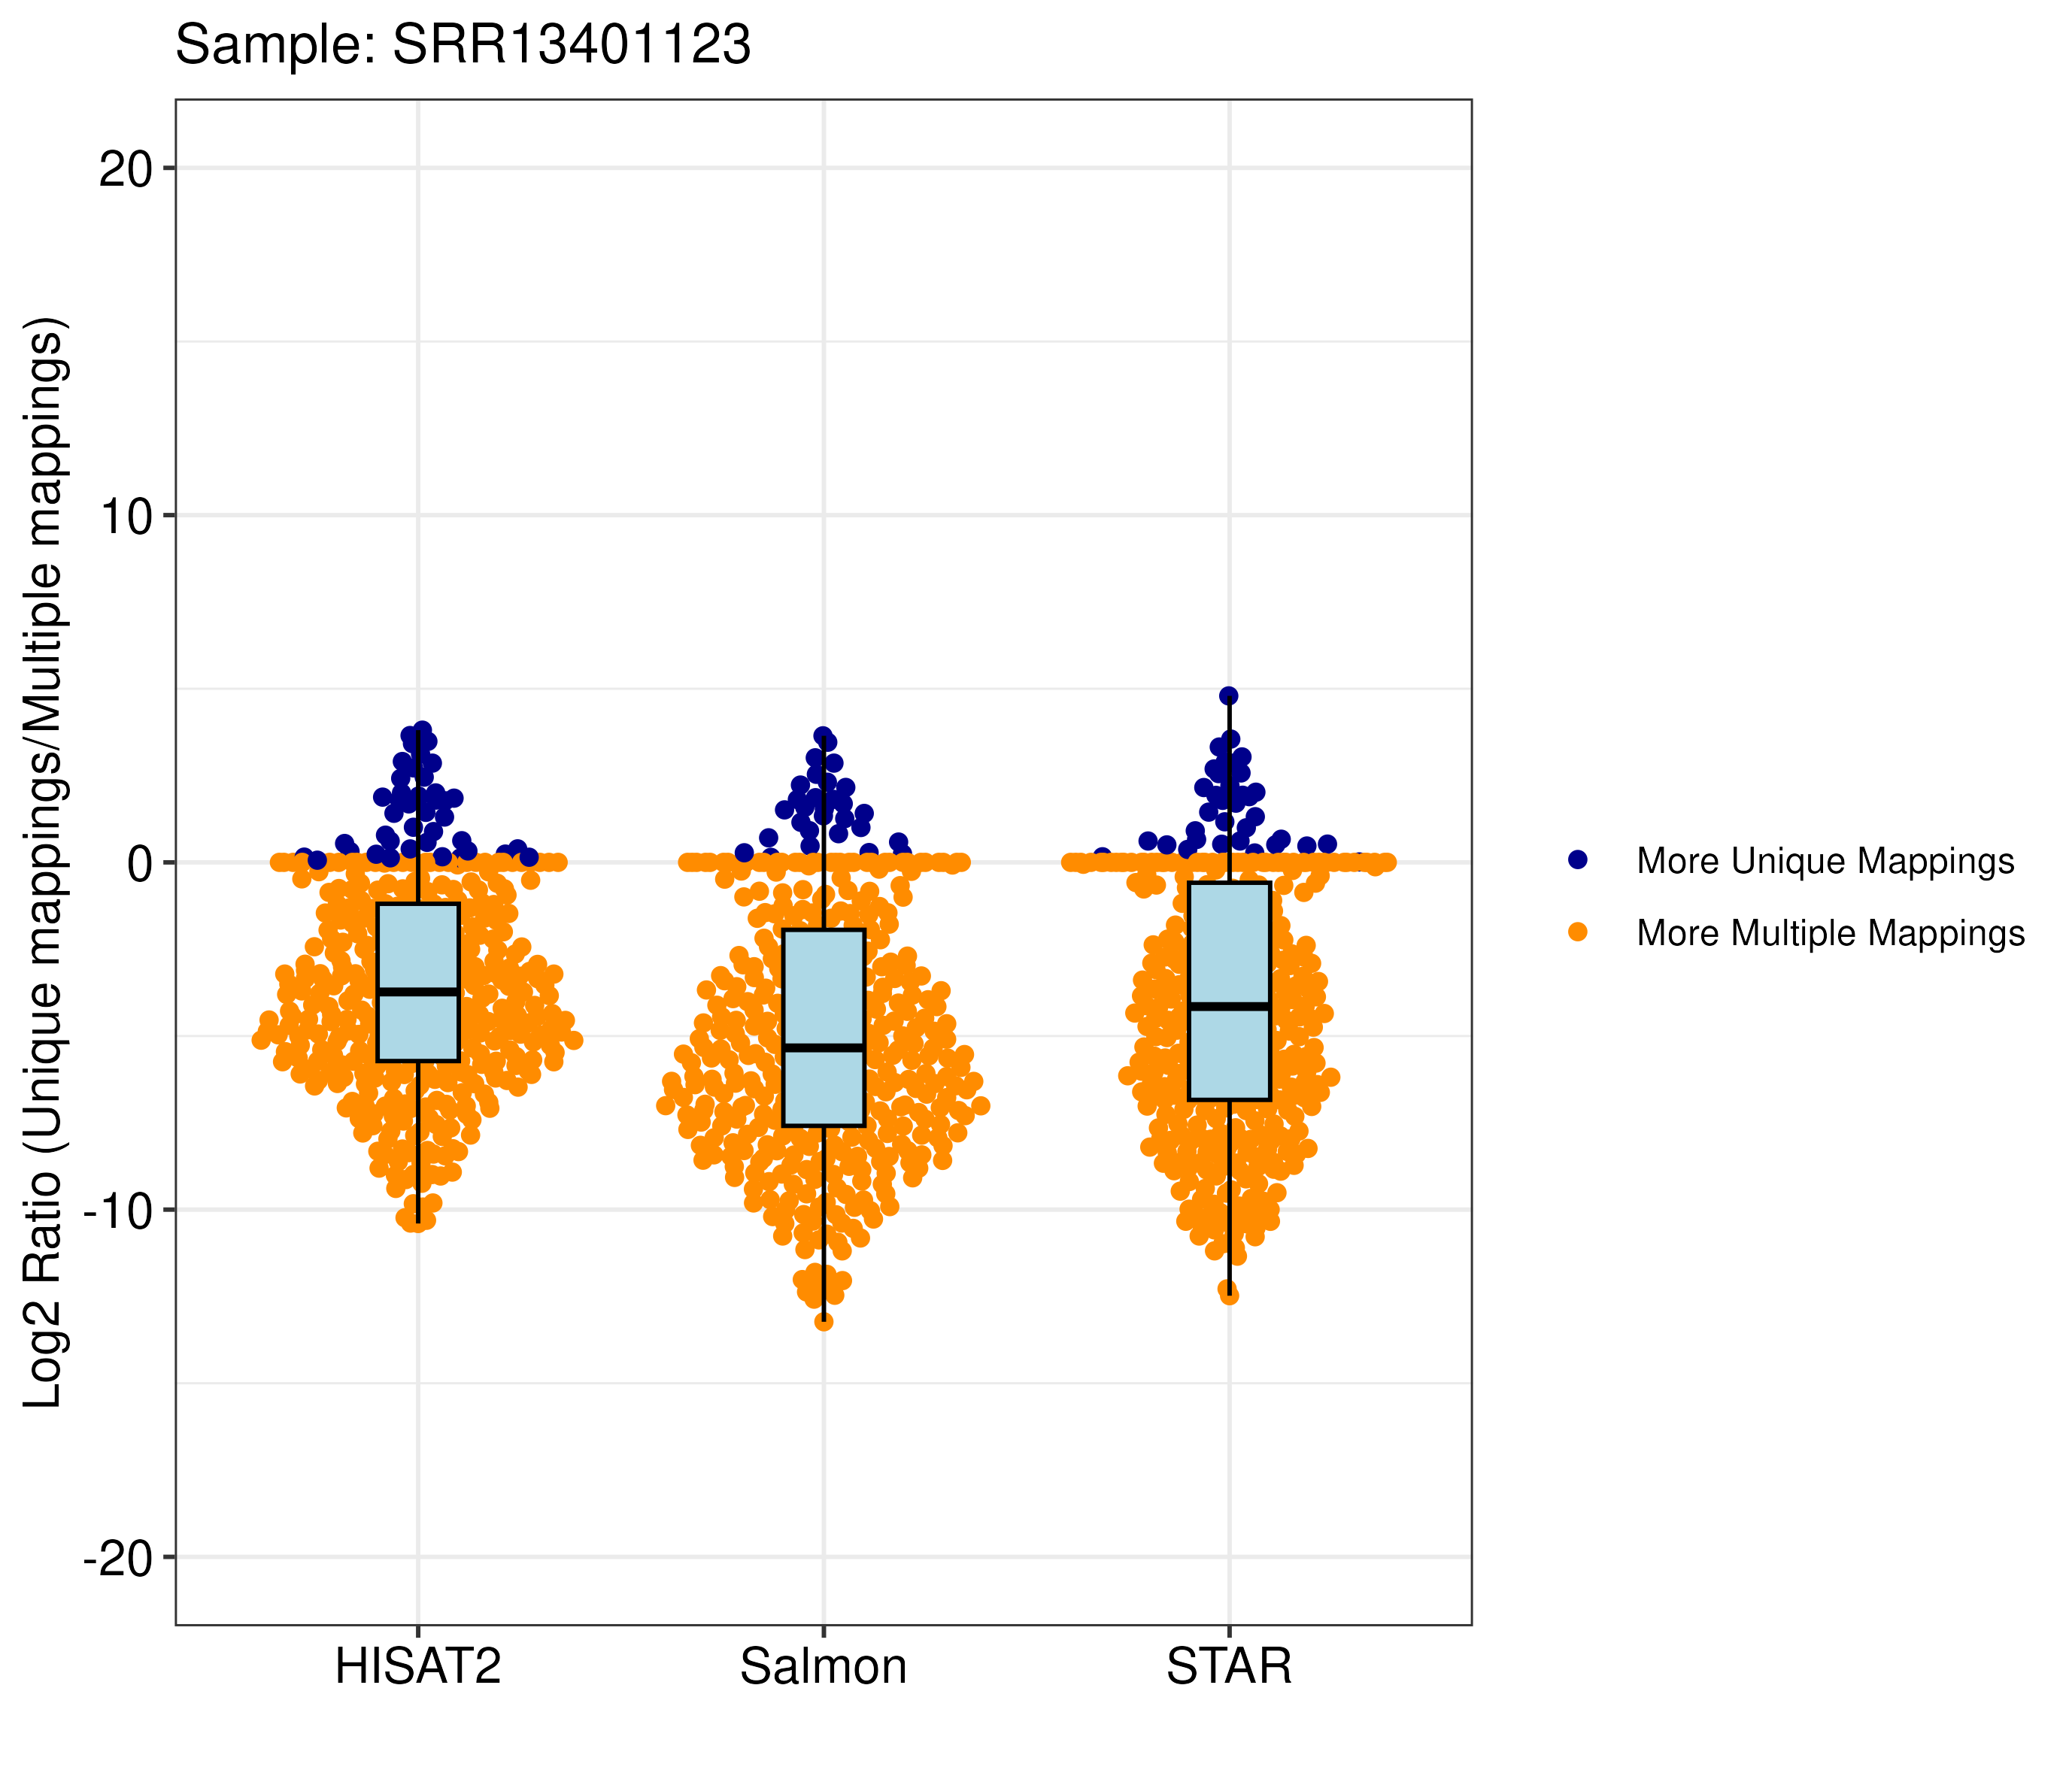 Sample: SRR13401123
Log2 Ratio (Unique mappings/Multiple mappings)
20
10
0
-10
-20
HISAT2
Salmon
STAR
More Unique Mappings
More Multiple Mappings